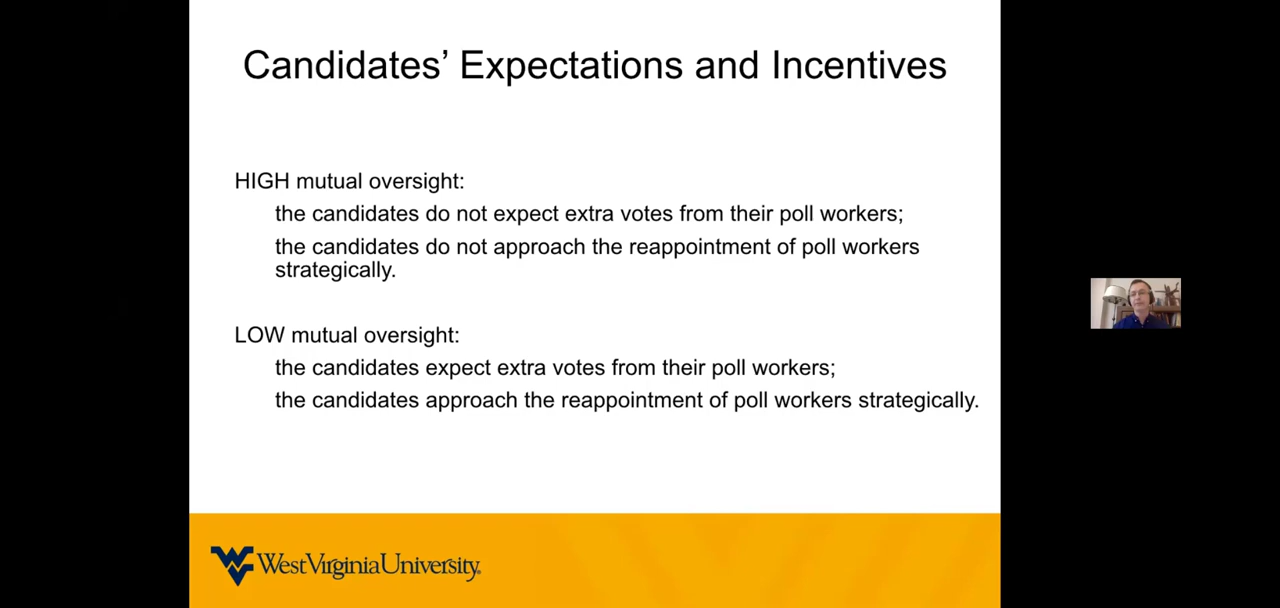 Candidates’ Expectations and Incentives
HIGH mutual oversight:
the candidates do not expect extra votes from their poll workers;
the candidates do not approach the reappointment of poll workers
strategically.
LOW mutual oversight:
the candidates expect extra votes from their poll workers;
the candidates approach the reappointment of poll workers strategically.
WestVirginiaUniversity.